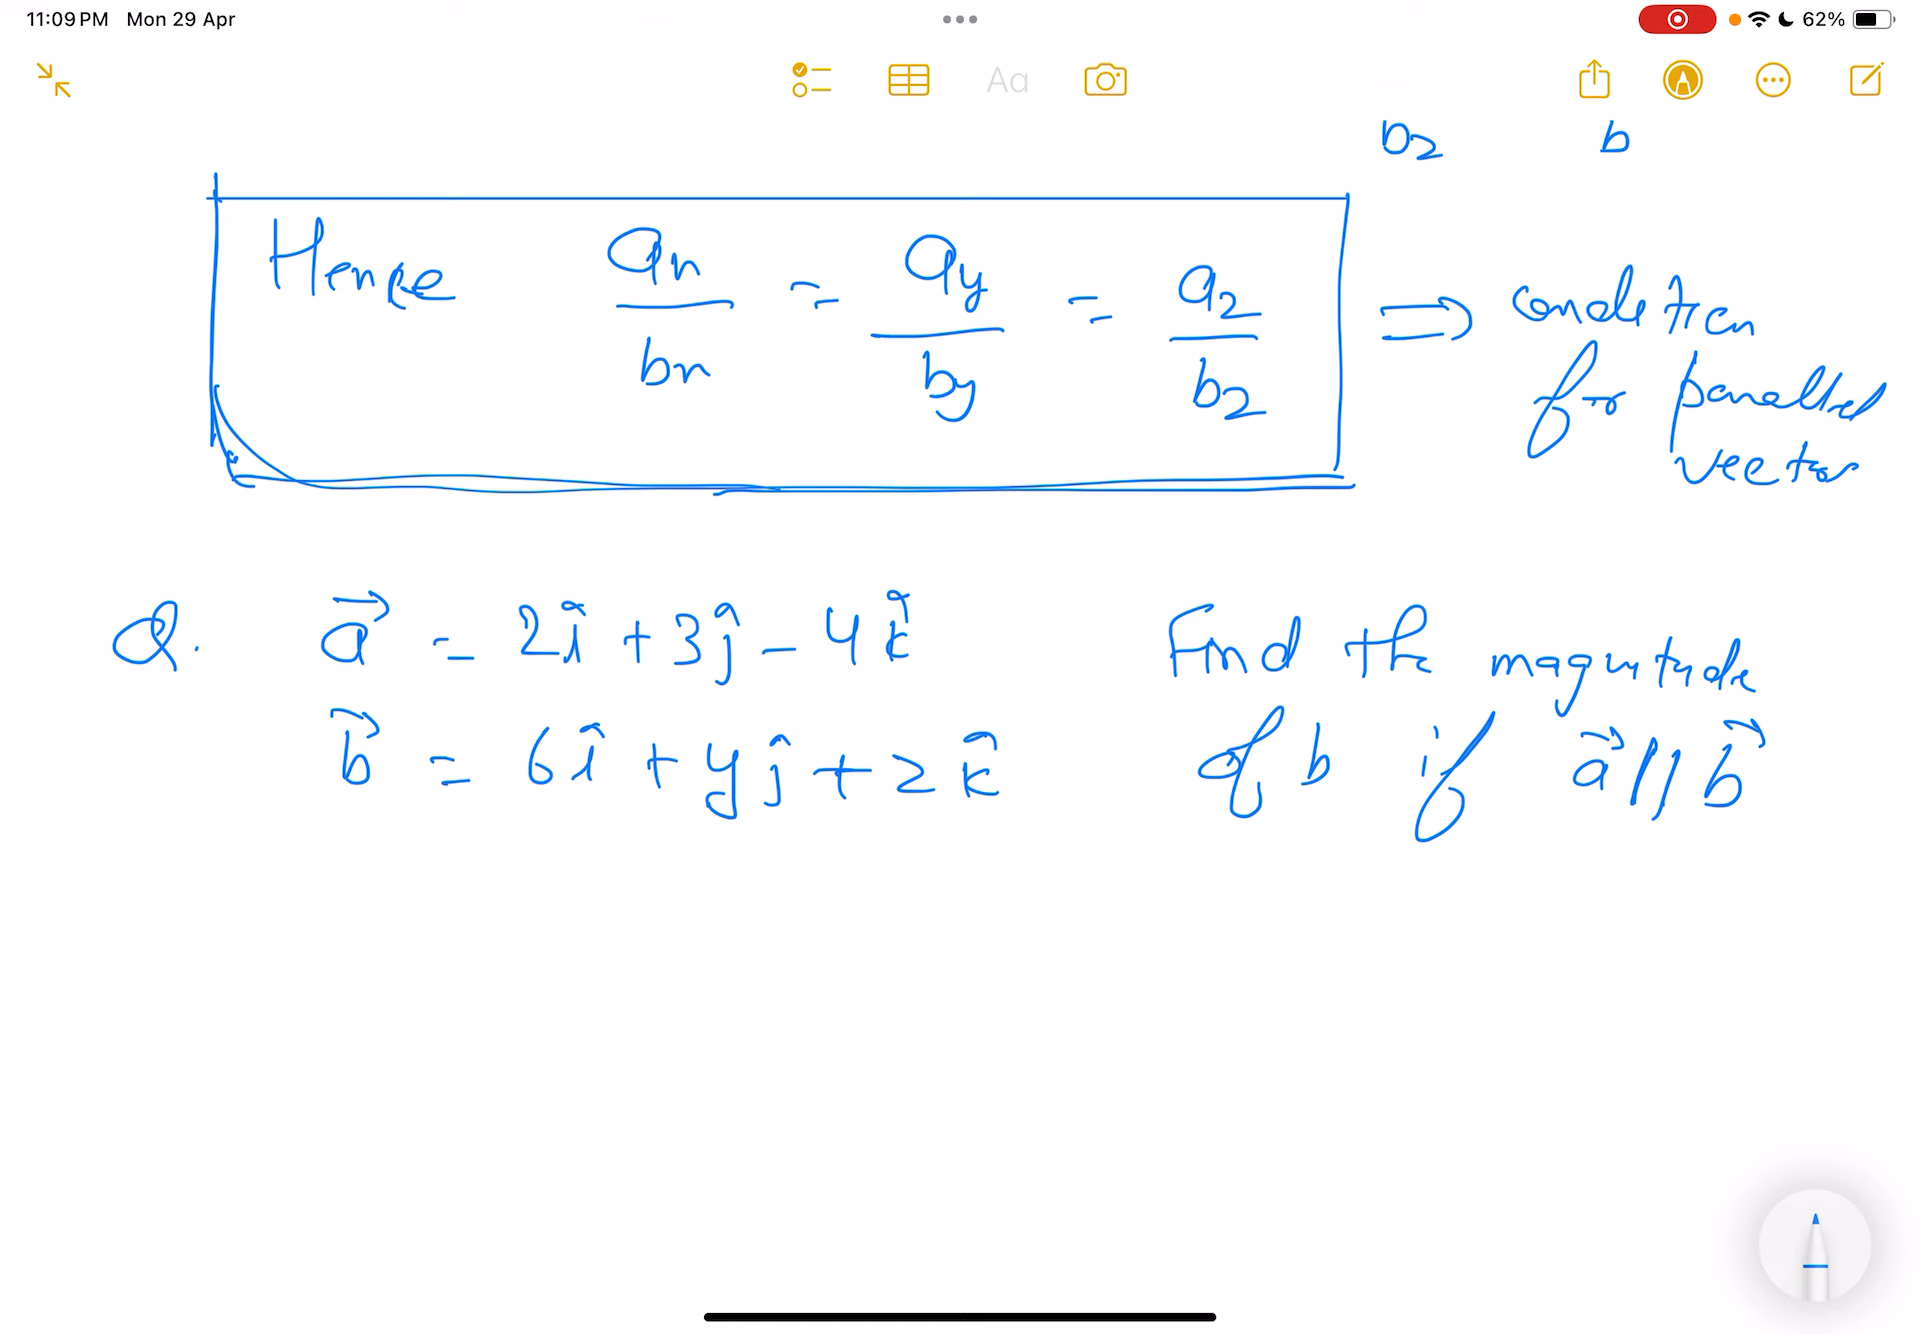 11:09 PM Mon 29 Apr
62%
Aa
bz b
Hence ax/bx = ay/by = az/bz ⇒ condition for parallel vector
Q. a⃗ = 2î + 3ĵ - 4k̂ Find the magnitude
b⃗ = 6î + yĵ + zk̂ of b if a⃗ || b⃗